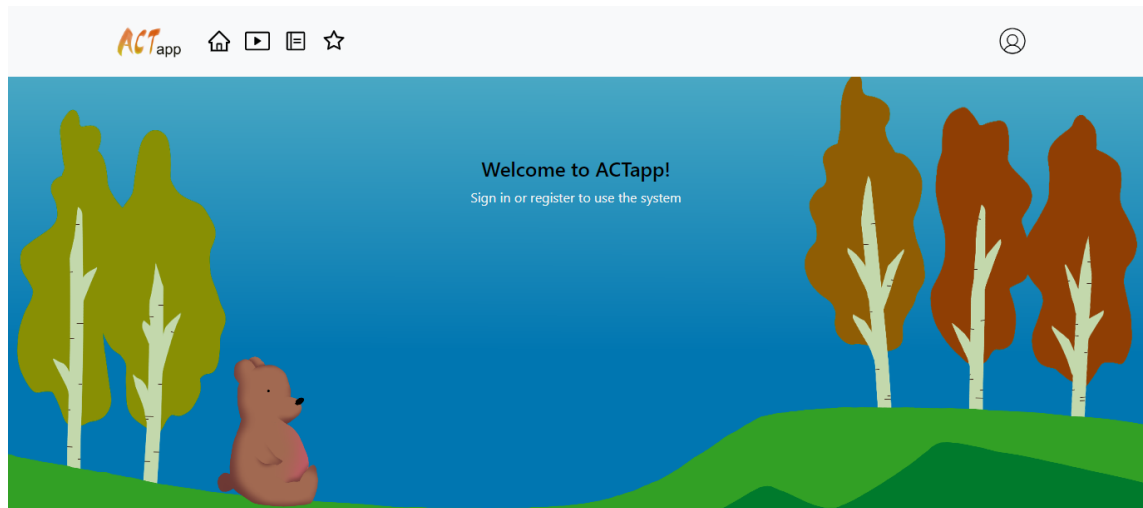 ACTapp
Welcome to ACTapp!
Sign in or register to use the system